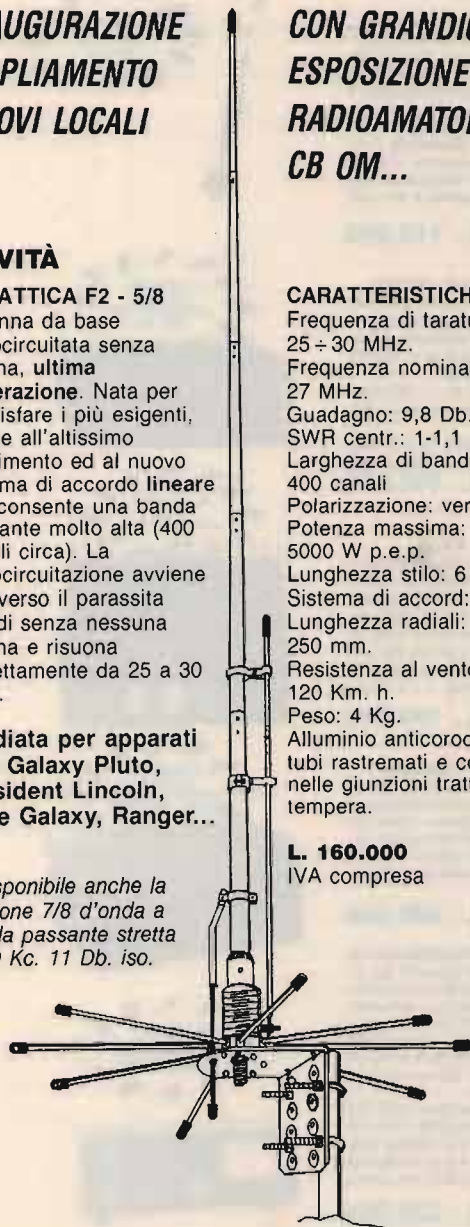 AUGURAZIONE
PLIAMENTO
OVI LOCALI
VITÀ
ATTICA F2 - 5/8
nna da base
ocircuitata senza
na, ultima
erazione. Nata per
isfare i più esigenti,
e all'altissimo
imento ed al nuovo
ma di accordo lineare
consente una banda
ante molto alta (400
li circa). La
ocircuitazione avviene
verso il parassita
di senza nessuna
na e risuona
ettamente da 25 a 30
.
diata per apparati
Galaxy Pluto,
sident Lincoln,
e Galaxy, Ranger...
sponibile anche la
one 7/8 d'onda a
da passante stretta
Kc. 11 Db. iso.
CON GRANDIO
ESPOSIZIONE
RADIOAMATOR
CB OM...
CARATTERISTICH
Frequenza di taratu
25÷30 MHz.
Frequenza nomina
27 MHz.
Guadagno: 9,8 Db.
SWR centr.: 1-1,1
Larghezza di band
400 canali
Polarizzazione: ver
Potenza massima:
5000 W p.e.p.
Lunghezza stilo: 6
Sistema di accord:
Lunghezza radiali:
250 mm.
Resistenza al vento
120 Km. h.
Peso: 4 Kg.
Alluminio anticoroc
tubi rastremati e co
nelle giunzioni tratt
tempera.
L. 160.000
IVA compresa